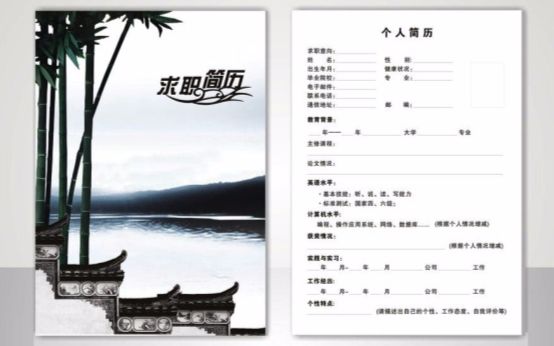 求职简历
个人简历
求职意向:
姓 名: 性 别:
出生年月: 健康状况:
毕业院校: 专 业:
电子邮件:
联系电话:
通信地址: 邮 编:
教育背景:
年—— 年 大学 专业
主修课程:
论文情况:
英语水平:
·基本技能: 听、说、读、写能力
·标准测试: 国家四、六级;
计算机水平:
编程、操作应用系统、网络、数据库...... (根据个人情况增减)
获奖情况:
(根据个人情况增减)
实践与实习:
年 月- 年 月 公司 工作
工作经历:
年 月- 年 月 公司 工作
个性特点:
(请描述出自己的个性、工作态度、自我评价等)